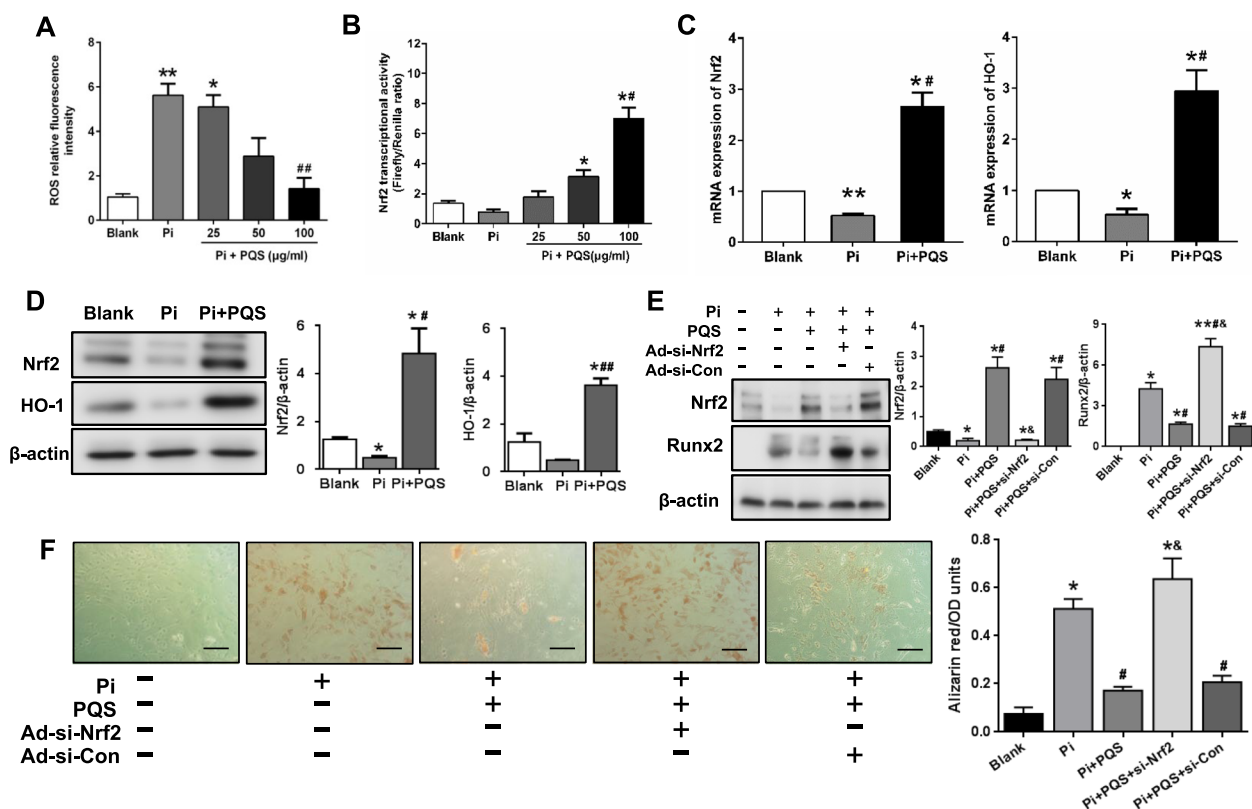 A
ROS relative fluorescence
intensity
8
6
4
2
0
**
*
##
Blank
Pi
25
50
100
Pi + PQS (μg/ml)
B
Nrf2 transcriptional activity
(Firefly/Renilla ratio)
12
10
8
6
4
2
0
*
*#
Blank
Pi
25
50
100
Pi + PQS(μg/ml)
C
mRNA expression of Nrf2
4
3
2
1
0
**
*#
Blank
Pi
Pi+PQS
mRNA expression of HO-1
4
3
2
1
0
*
*#
Blank
Pi
Pi+PQS
D
Blank Pi Pi+PQS
Nrf2
HO-1
β-actin
Nrf2/β-actin
6
4
2
0
*
*#
Blank Pi Pi+PQS
HO-1/β-actin
6
4
2
0
*##
Blank Pi Pi+PQS
E
Pi – + + + +
PQS – – + + +
Ad-si-Nrf2 – – – + –
Ad-si-Con – – – – +
Nrf2
Runx2
β-actin
Nrf2/β-actin
4
3
2
1
0
*
*#
*&
*#
Blank
Pi
Pi+PQS
Pi+PQS+si-Nrf2
Pi+PQS+si-Con
Runx2/β-actin
9
6
3
0
*
*#
**#&
*#
Blank
Pi
Pi+PQS
Pi+PQS+si-Nrf2
Pi+PQS+si-Con
F
Pi – + + + +
PQS – – + + +
Ad-si-Nrf2 – – – + –
Ad-si-Con – – – – +
Alizarin red/OD units
0.8
0.6
0.4
0.2
0.0
*
#
*&
#
Blank
Pi
Pi+PQS
Pi+PQS+si-Nrf2
Pi+PQS+si-Con